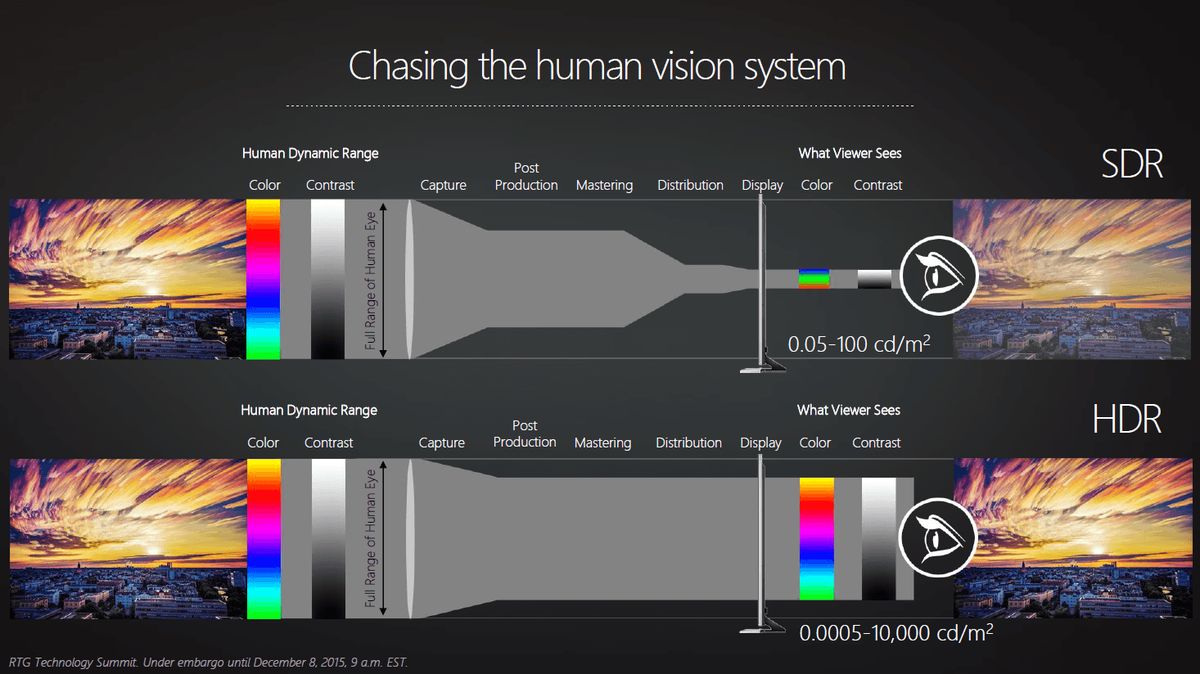 Chasing the human vision system
SDR
Human Dynamic Range
What Viewer Sees
Color
Contrast
Capture
Post
Production
Mastering
Distribution
Display
Color
Contrast
Full Range of Human Eye
0.05-100 cd/m²
HDR
Human Dynamic Range
What Viewer Sees
Color
Contrast
Capture
Post
Production
Mastering
Distribution
Display
Color
Contrast
Full Range of Human Eye
0.0005-10,000 cd/m²
RTG Technology Summit. Under embargo until December 8, 2015, 9 a.m. EST.